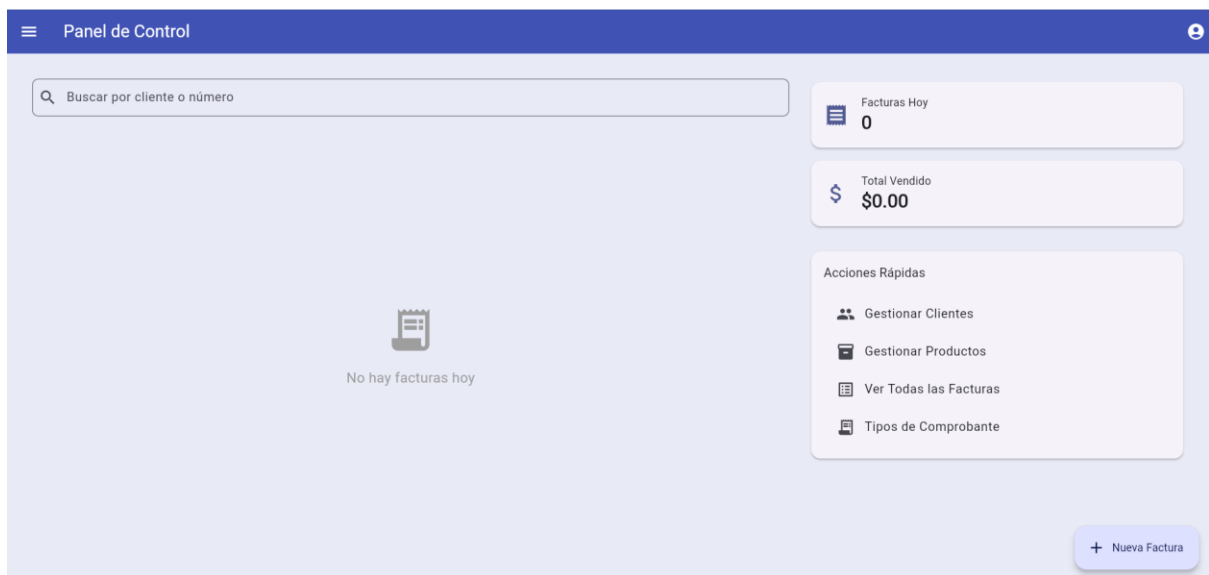 Panel de Control
Buscar por cliente o número
No hay facturas hoy
Facturas Hoy
0
Total Vendido
$0.00
Acciones Rápidas
Gestionar Clientes
Gestionar Productos
Ver Todas las Facturas
Tipos de Comprobante
+ Nueva Factura